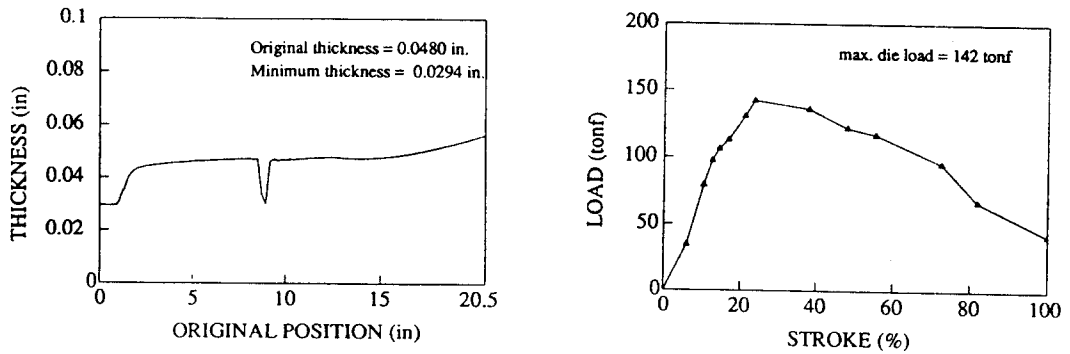 0.1
0.08
0.06
0.04
0.02
0
THICKNESS (in)
Original thickness = 0.0480 in.
Minimum thickness = 0.0294 in.
0 5 10 15 20.5
ORIGINAL POSITION (in)
200
150
100
50
0
LOAD (tonf)
max. die load = 142 tonf
0 20 40 60 80 100
STROKE (%)